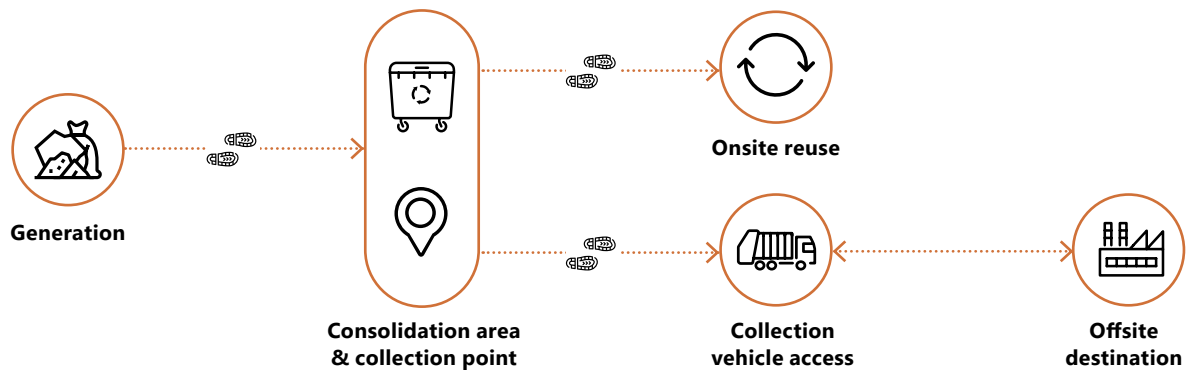 Generation
Consolidation area
& collection point
Onsite reuse
Collection
vehicle access
Offsite
destination